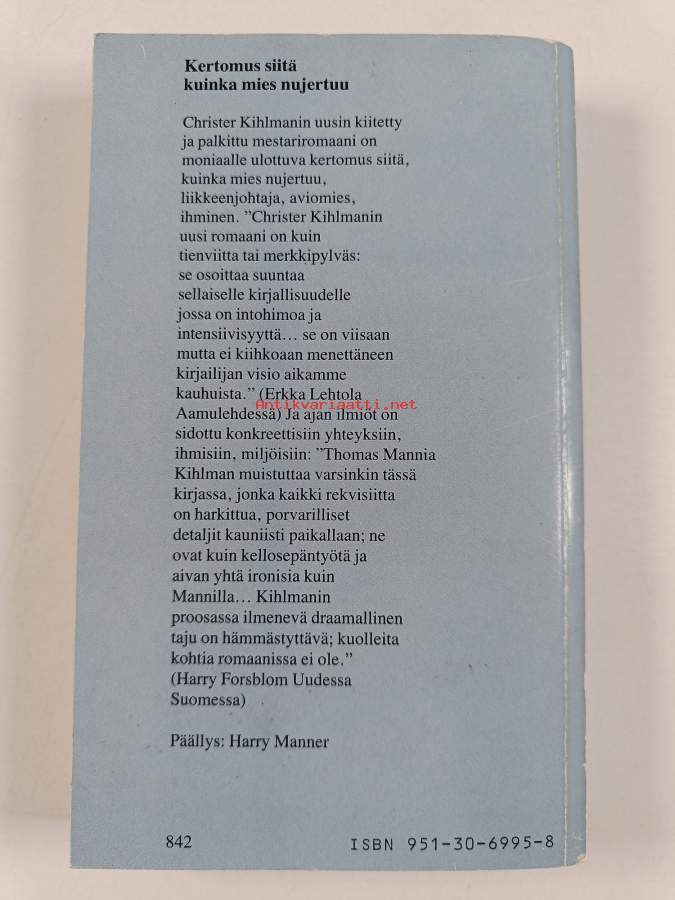 Kertomus siitä
kuinka mies nujertuu
Christer Kihlmanin uusin kiitetty
ja palkittu mestariromaani on
moniaalle ulottuva kertomus siitä,
kuinka mies nujertuu,
liikkeenjohtaja, aviomies,
ihminen. ”Christer Kihlmanin
uusi romaani on kuin
tienviitta tai merkkipylväs:
se osoittaa suuntaa
sellaiselle kirjallisuudelle
jossa on intohimoa ja
intensiivisyyttä... se on viisaan
mutta ei kiihkoaan menettäneen
kirjailijan visio aikamme
kauhuista.” (Erkka Lehtola
Antikvariaatti.net
Aamulehdessä) Ja ajan ilmiöt on
sidottu konkreettisiin yhteyksiin,
ihmisiin, miljöisiin: ”Thomas Mannia
Kihlman muistuttaa varsinkin tässä
kirjassa, jonka kaikki rekvisiitta
on harkittua, porvarilliset
detaljit kauniisti paikallaan; ne
ovat kuin kellosepäntyötä ja
aivan yhtä ironisia kuin
Mannilla... Kihlmanin
proosassa ilmenevä draamallinen
taju on hämmästyttävä; kuolleita
kohtia romaanissa ei ole.”
(Harry Forsblom Uudessa
Suomessa)
Päällys: Harry Manner
842
ISBN 951-30-6995-8